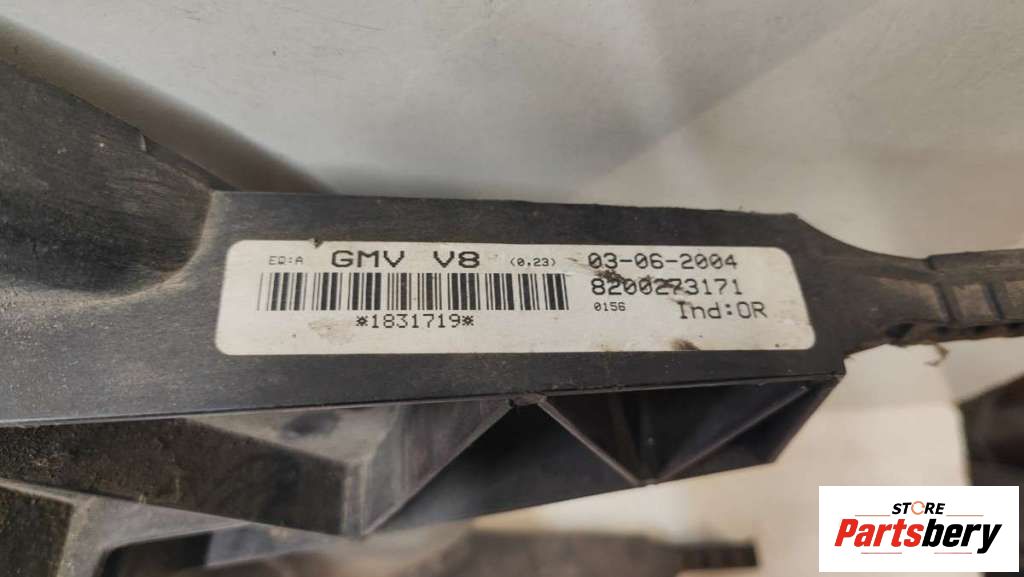 EQ:A GMV V8 (0.23) 03-06-2004
8200273171
*1831719* 0156 Ind:OR
STORE
Partsbery